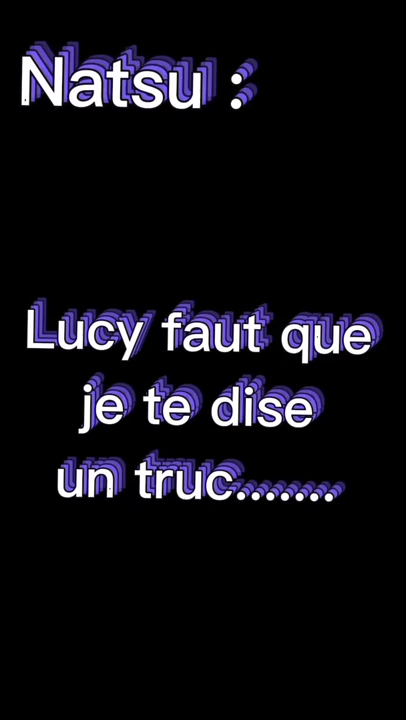 Natsu :
Lucy faut que
je te dise
un truc.......